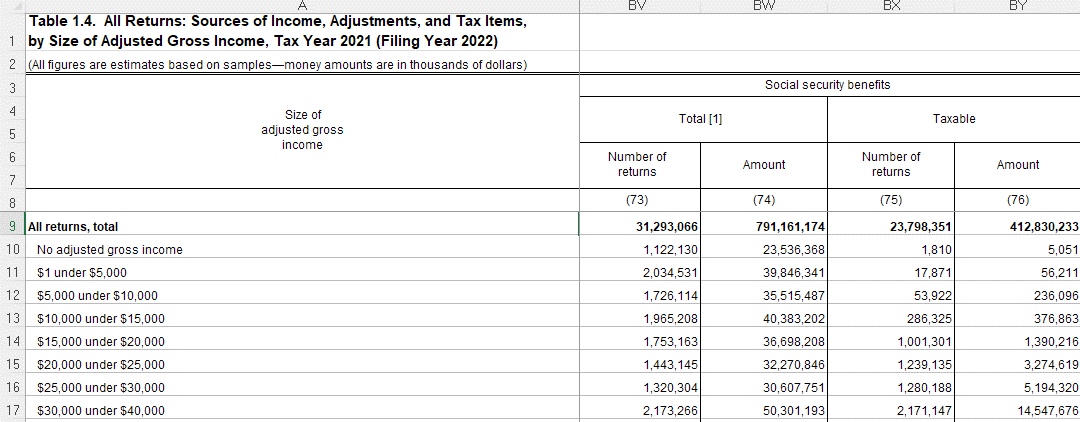 A BV BW BX BY
Table 1.4. All Returns: Sources of Income, Adjustments, and Tax Items,
1 by Size of Adjusted Gross Income, Tax Year 2021 (Filing Year 2022)
2 (All figures are estimates based on samples—money amounts are in thousands of dollars)
3 Social security benefits
4 Size of Total [1] Taxable
5 adjusted gross
6 income Number of Amount Number of Amount
7 returns returns
8 (73) (74) (75) (76)
9 All returns, total 31,293,066 791,161,174 23,798,351 412,830,233
10 No adjusted gross income 1,122,130 23,536,368 1,810 5,051
11 $1 under $5,000 2,034,531 39,846,341 17,871 56,211
12 $5,000 under $10,000 1,726,114 35,515,487 53,922 236,096
13 $10,000 under $15,000 1,965,208 40,383,202 286,325 376,863
14 $15,000 under $20,000 1,753,163 36,698,208 1,001,301 1,390,216
15 $20,000 under $25,000 1,443,145 32,270,846 1,239,135 3,274,619
16 $25,000 under $30,000 1,320,304 30,607,751 1,280,188 5,194,320
17 $30,000 under $40,000 2,173,266 50,301,193 2,171,147 14,547,676